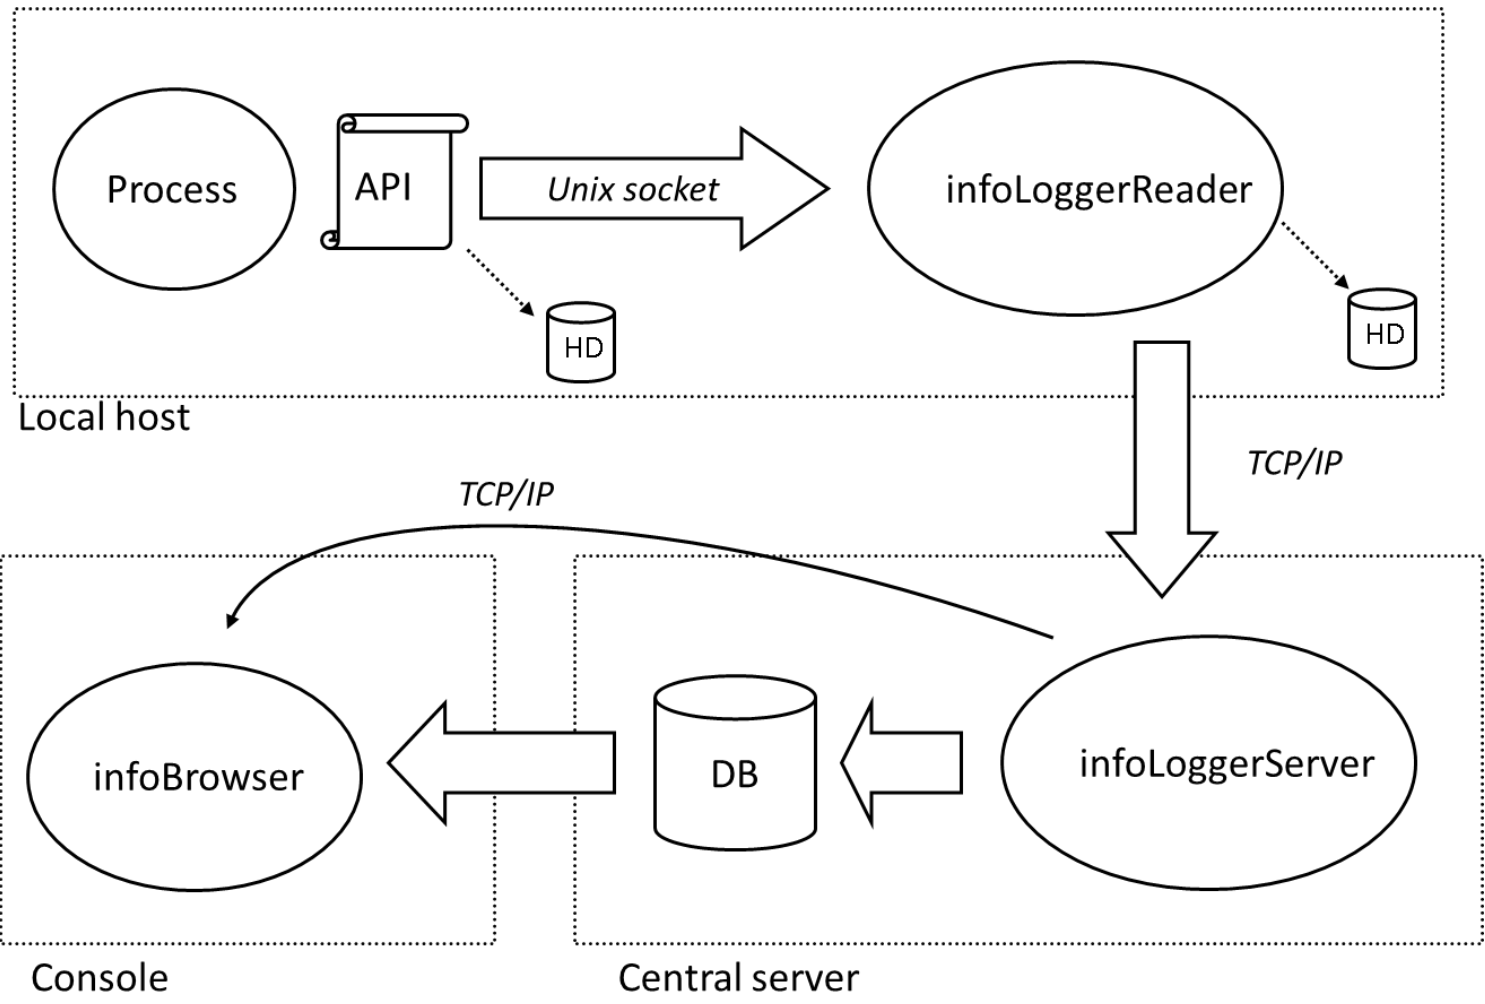 Process
API
Unix socket
infoLoggerReader
HD
HD
Local host
TCP/IP
TCP/IP
infoBrowser
DB
infoLoggerServer
Console
Central server